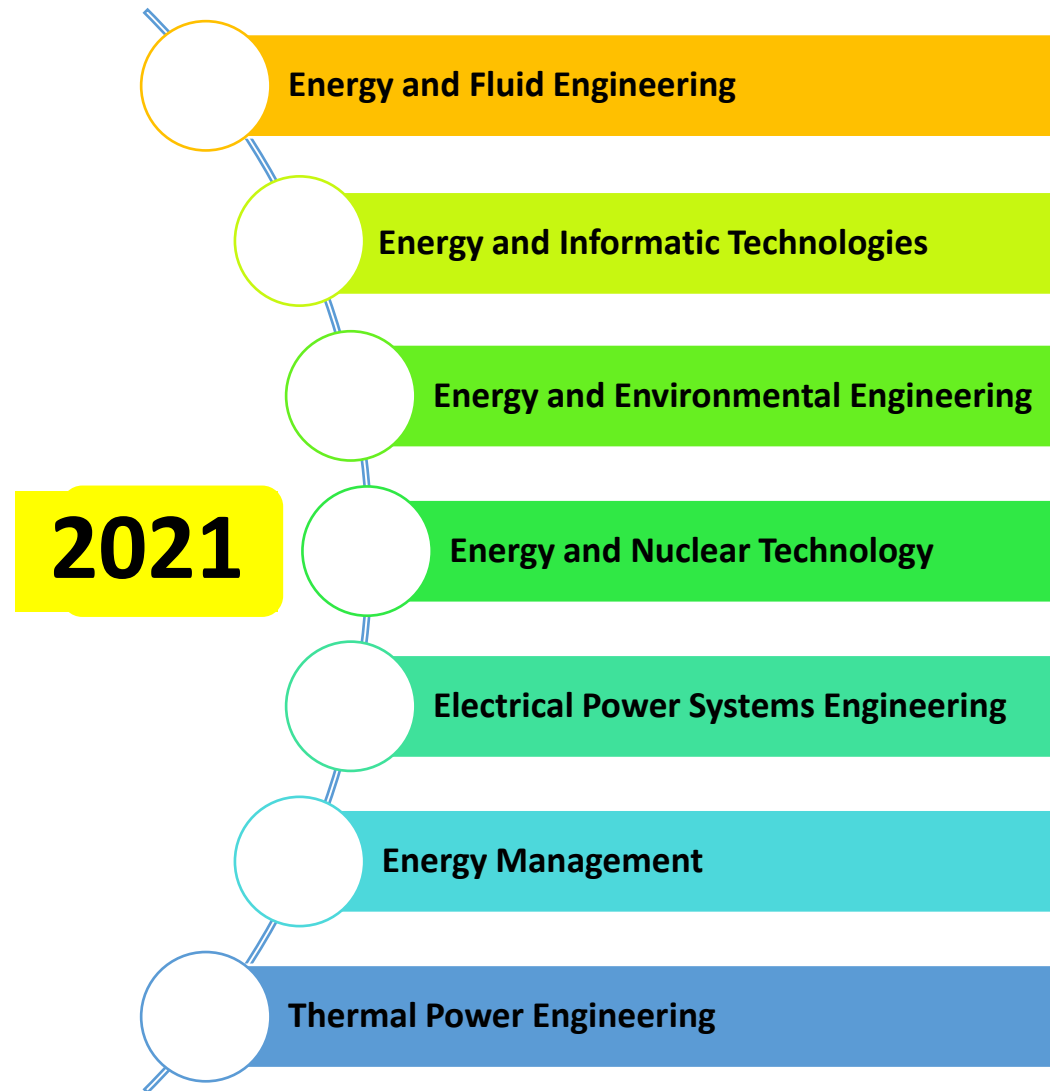 Energy and Fluid Engineering
Energy and Informatic Technologies
Energy and Environmental Engineering
2021
Energy and Nuclear Technology
Electrical Power Systems Engineering
Energy Management
Thermal Power Engineering